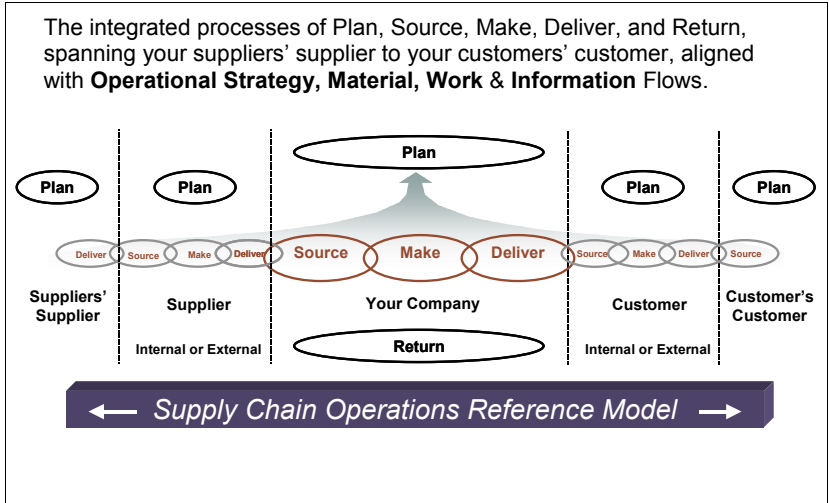 The integrated processes of Plan, Source, Make, Deliver, and Return,
spanning your suppliers' supplier to your customers' customer, aligned
with Operational Strategy, Material, Work & Information Flows.
Plan
Plan Plan Plan Plan
Deliver Source Make Deliver Source Make Deliver Source Make Deliver Source
Suppliers' Supplier Supplier Your Company Customer Customer's Customer
Internal or External Return Internal or External
Supply Chain Operations Reference Model